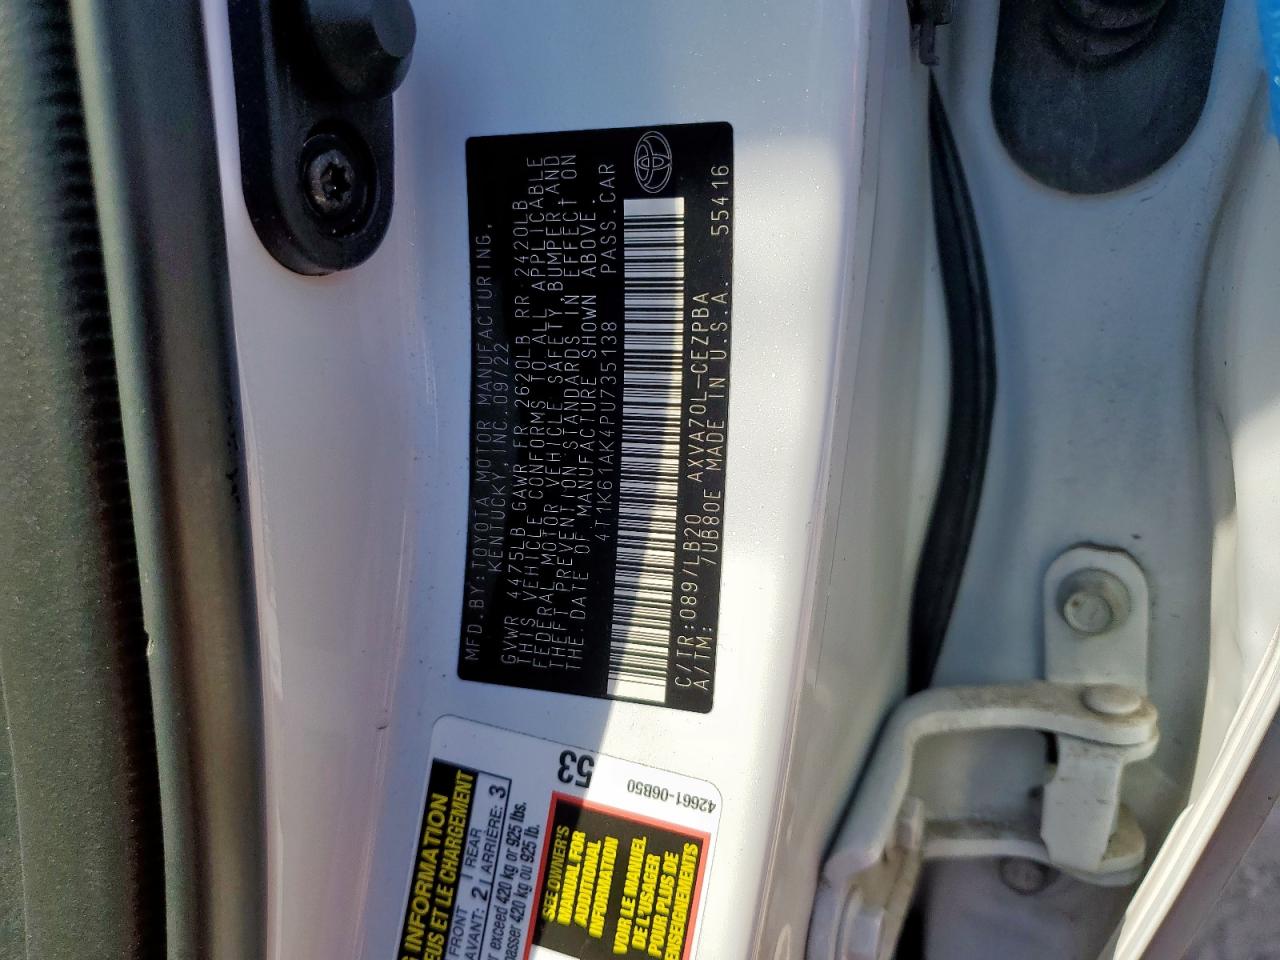 MFD.BY:TOYOTA MOTOR MANUFACTURING,
KENTUCKY, INC.09/22
GVWR 4475LB GAWR FR 2620LB RR:2420LB
THIS VEHICLE CONFORMS TO ALL APPLICABLE
FEDERAL MOTOR VEHICLE SAFETY, BUMPER, AND
THEFT PREVENTION STANDARDS IN EFFECT ON
THE DATE OF MANUFACTURE SHOWN ABOVE.
4T1K61AK4PU735138 PASS.CAR
C/TR:089/LB20 AXVA70L-CEZPBA 55416
A/TM: 7UB80E MADE IN U.S.A.
53
42661-06B50
INFORMATION
ET LE CHARGEMENT
FRONT 2 REAR 3
AVANT: ARRIÈRE:
exceed 420 kg or 925 lbs.
420 kg ou 925 lb.
SEE OWNER'S
MANUAL FOR
ADDITIONAL
INFORMATION
VOIR LE MANUEL
DE L'USAGER
POUR PLUS DE
RENSEIGNEMENTS